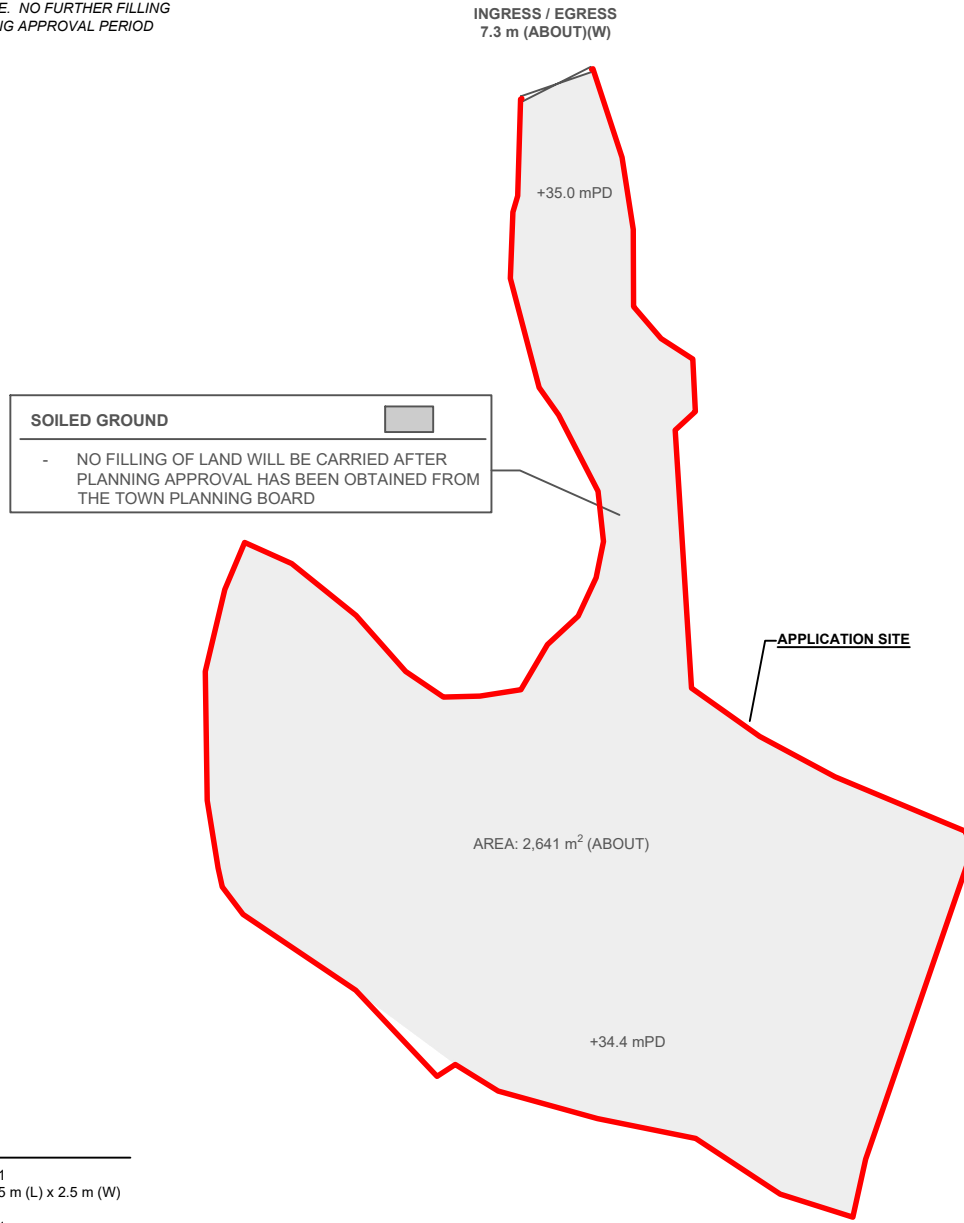 E. NO FURTHER FILLING
NG APPROVAL PERIOD
INGRESS / EGRESS
7.3 m (ABOUT)(W)
+35.0 mPD
SOILED GROUND
- NO FILLING OF LAND WILL BE CARRIED AFTER
PLANNING APPROVAL HAS BEEN OBTAINED FROM
THE TOWN PLANNING BOARD
APPLICATION SITE
AREA: 2,641 m² (ABOUT)
+34.4 mPD
1
5 m (L) x 2.5 m (W)